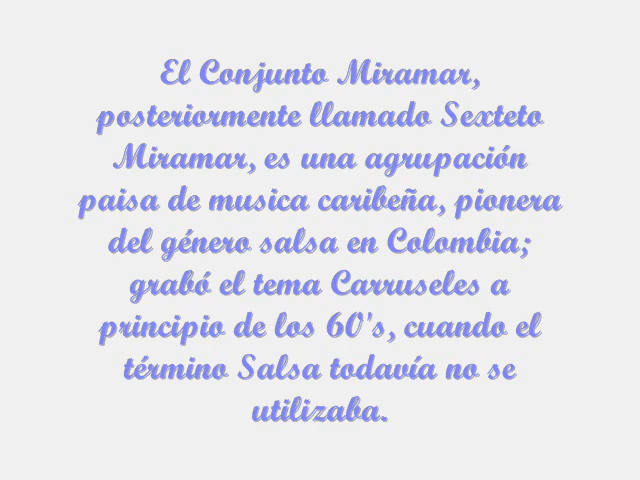 El Conjunto Miramar,
posteriormente llamado Sexteto
Miramar, es una agrupación
paisa de musica caribeña, pionera
del género salsa en Colombia;
grabó el tema Carruseles a
principio de los 60's, cuando el
término Salsa todavía no se
utilizaba.